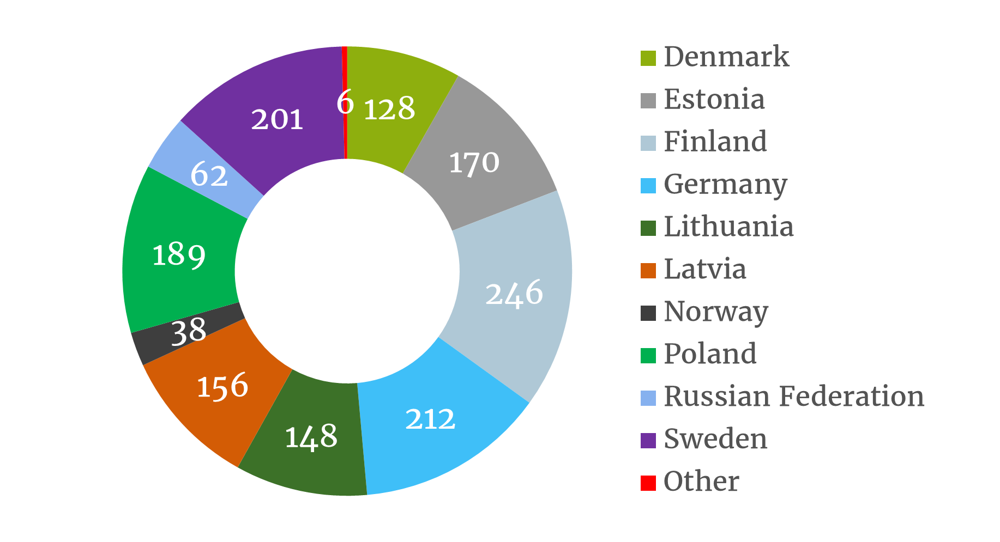 6
128
201
170
62
189
246
38
156
212
148
Denmark
Estonia
Finland
Germany
Lithuania
Latvia
Norway
Poland
Russian Federation
Sweden
Other